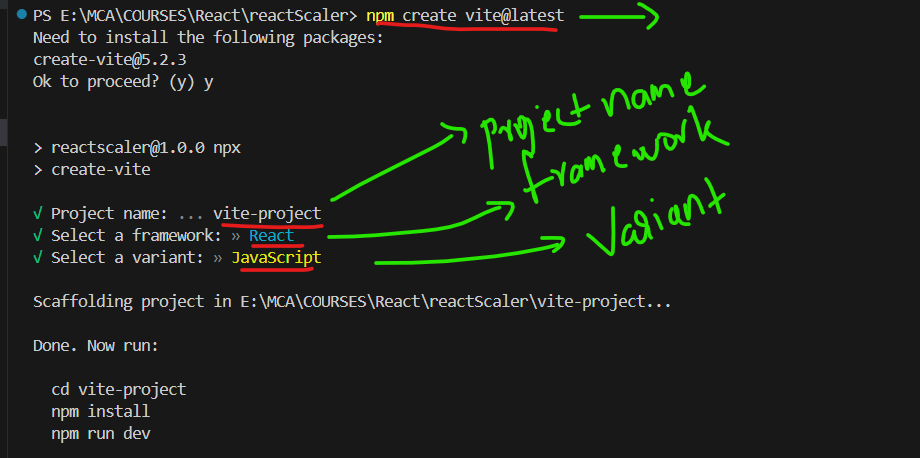 PS E:\MCA\COURSES\React\reactScaler> npm create vite@latest
Need to install the following packages:
create-vite@5.2.3
Ok to proceed? (y) y
> reactscaler@1.0.0 npx
> create-vite
√ Project name: ... vite-project
√ Select a framework: » React
√ Select a variant: » JavaScript
Scaffolding project in E:\MCA\COURSES\React\reactScaler\vite-project...
Done. Now run:
cd vite-project
npm install
npm run dev
project name
framework
Variant